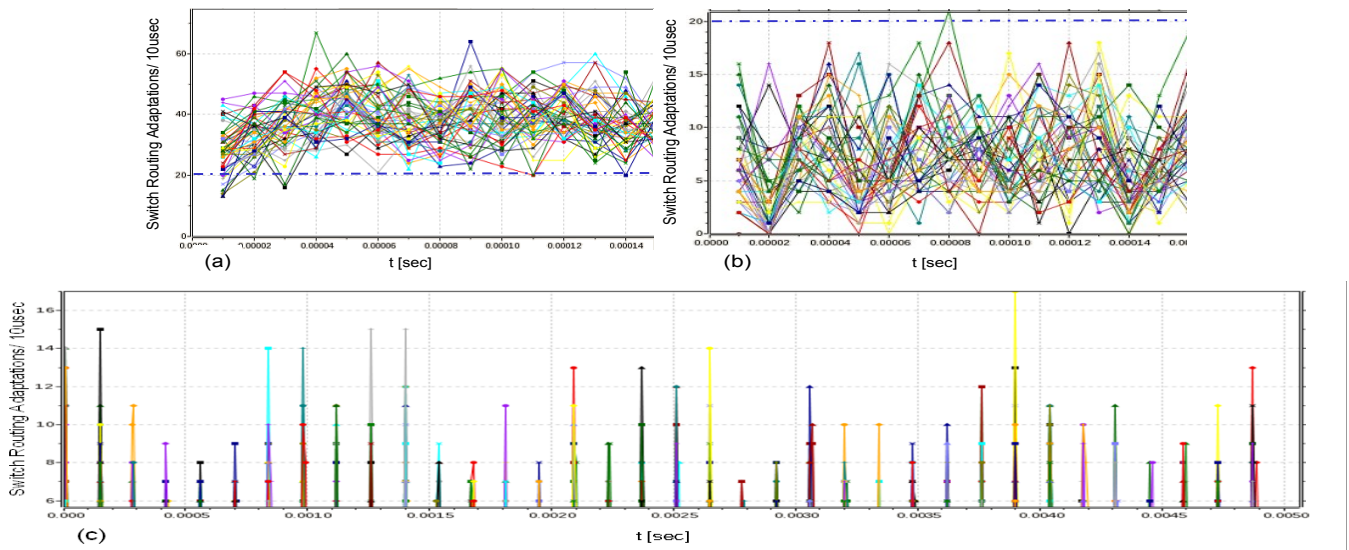 Switch Routing Adaptations/ 10usec
60
40
20
0
0.0000 0.00002 0.00004 0.00006 0.00008 0.00010 0.00012 0.00014
(a)
t [sec]
Switch Routing Adaptations/ 10usec
20
15
10
5
0
0.0000 0.00002 0.00004 0.00006 0.00008 0.00010 0.00012 0.00014
(b)
t [sec]
Switch Routing Adaptations/ 10usec
16
14
12
10
8
6
0.000 0.0005 0.0010 0.0015 0.0020 0.0025 0.0030 0.0035 0.0040 0.0045 0.0050
(c)
t [sec]